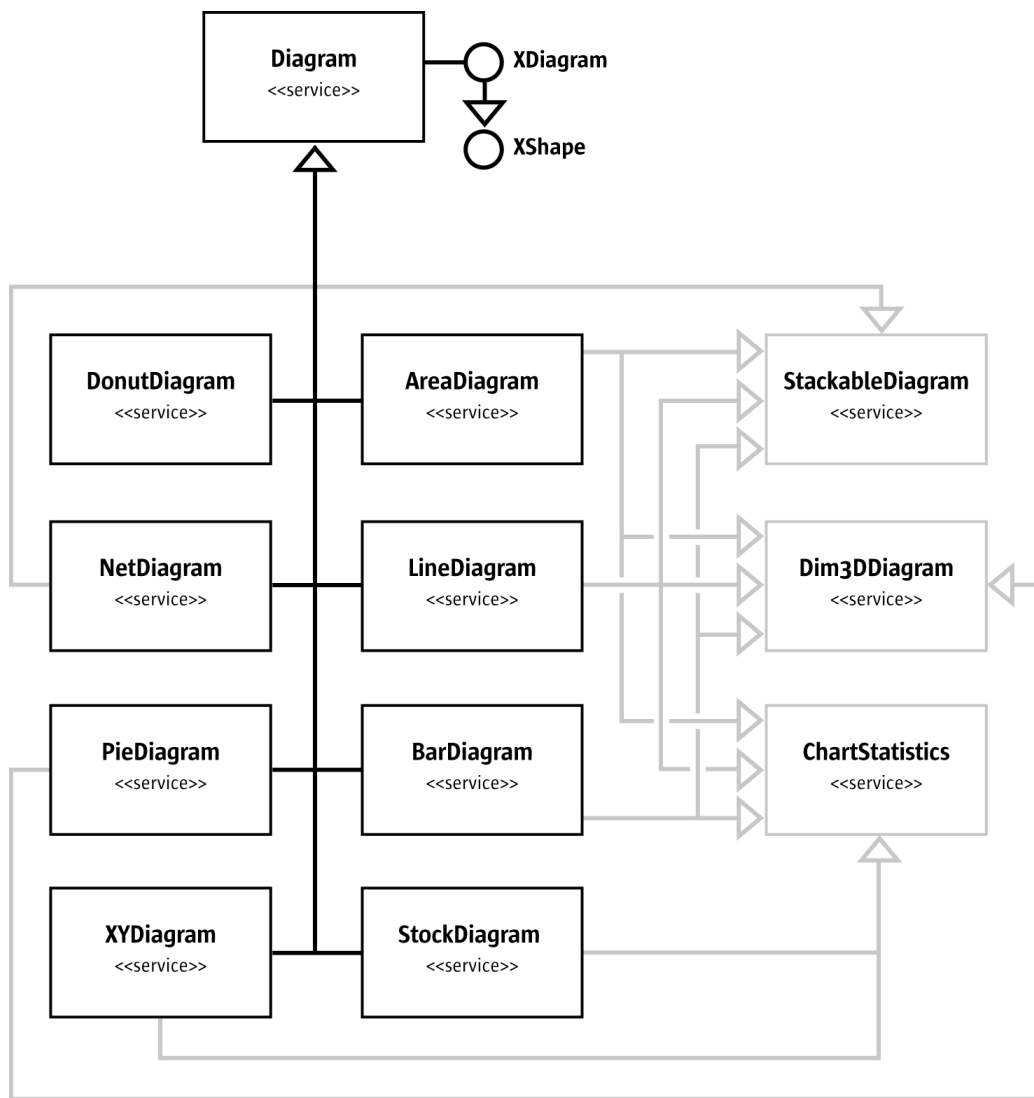 Diagram
<<service>>
XDiagram
XShape
DonutDiagram
<<service>>
AreaDiagram
<<service>>
StackableDiagram
<<service>>
NetDiagram
<<service>>
LineDiagram
<<service>>
Dim3DDiagram
<<service>>
PieDiagram
<<service>>
BarDiagram
<<service>>
ChartStatistics
<<service>>
XYDiagram
<<service>>
StockDiagram
<<service>>